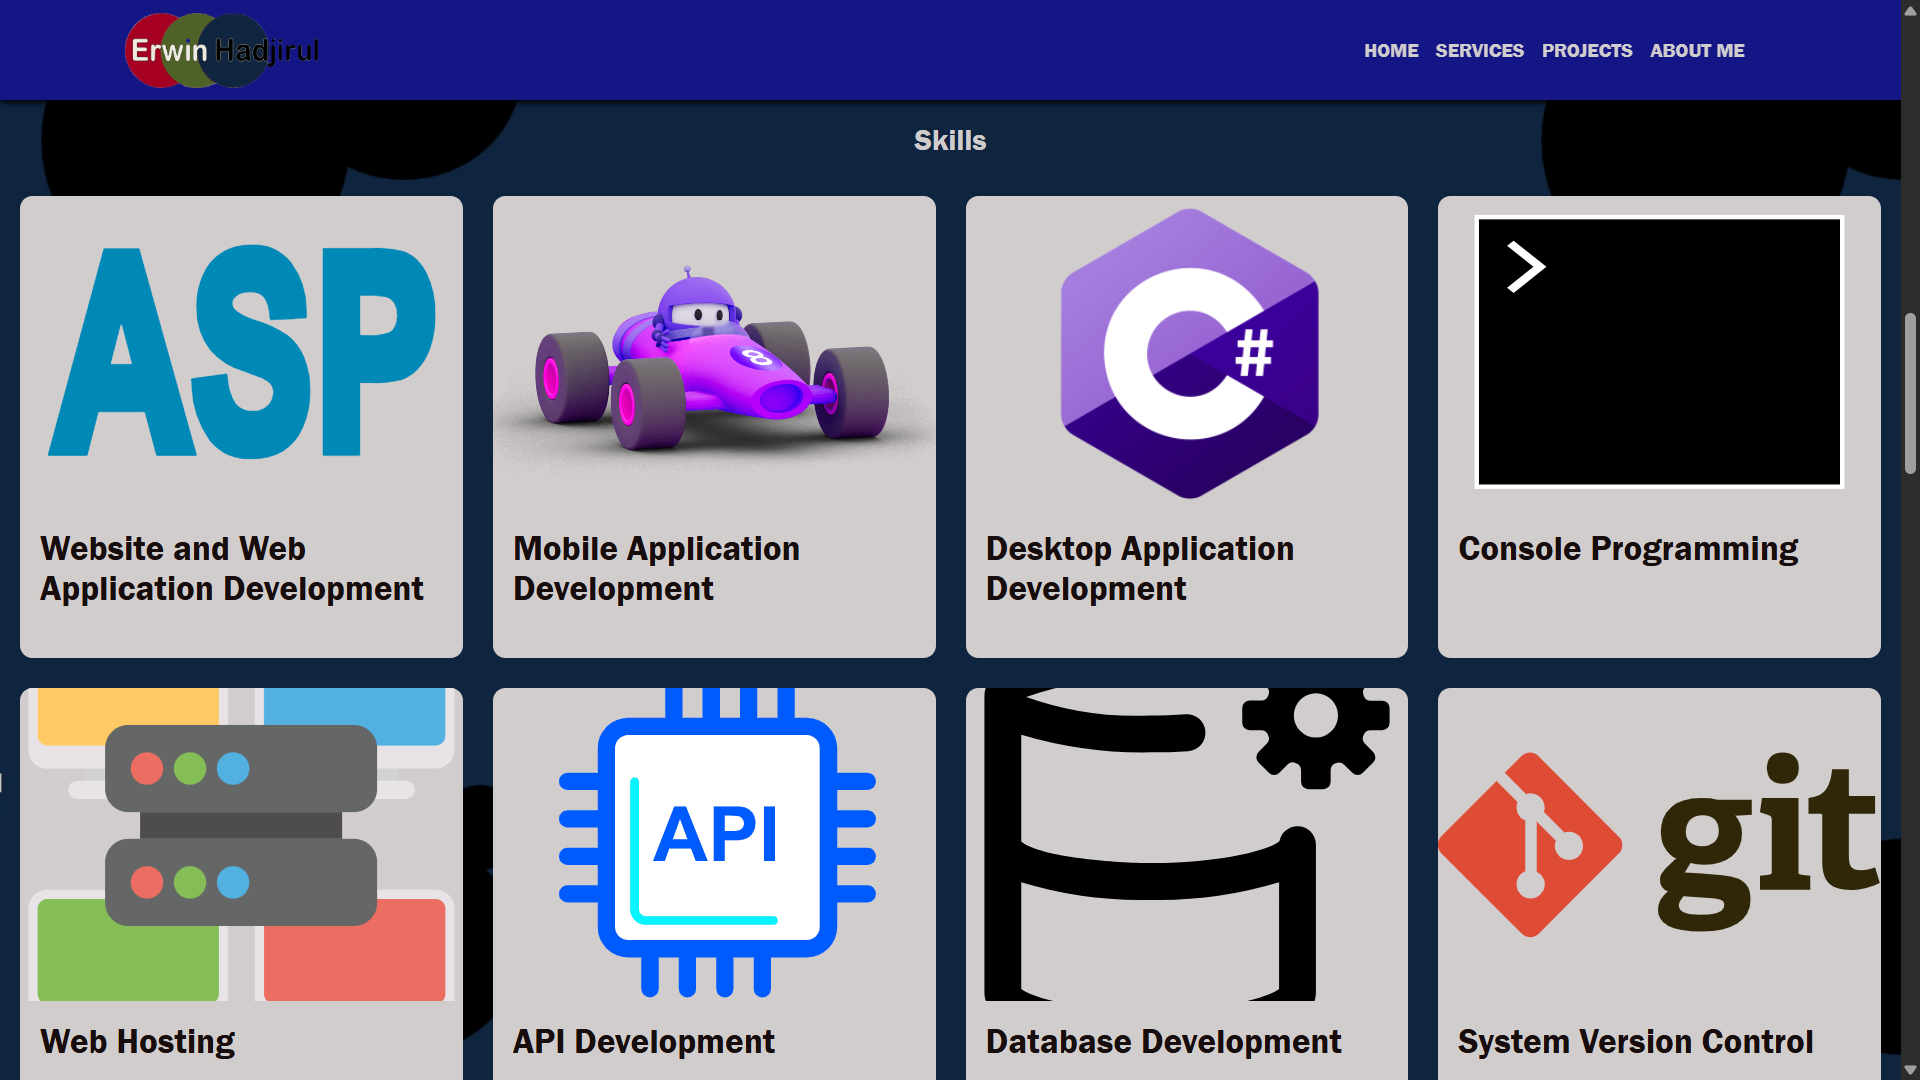 Erwin Hadjirul
HOME SERVICES PROJECTS ABOUT ME
Skills
ASP
8
C#
>
Website and Web
Application Development
Mobile Application
Development
Desktop Application
Development
Console Programming
API
git
Web Hosting
API Development
Database Development
System Version Control